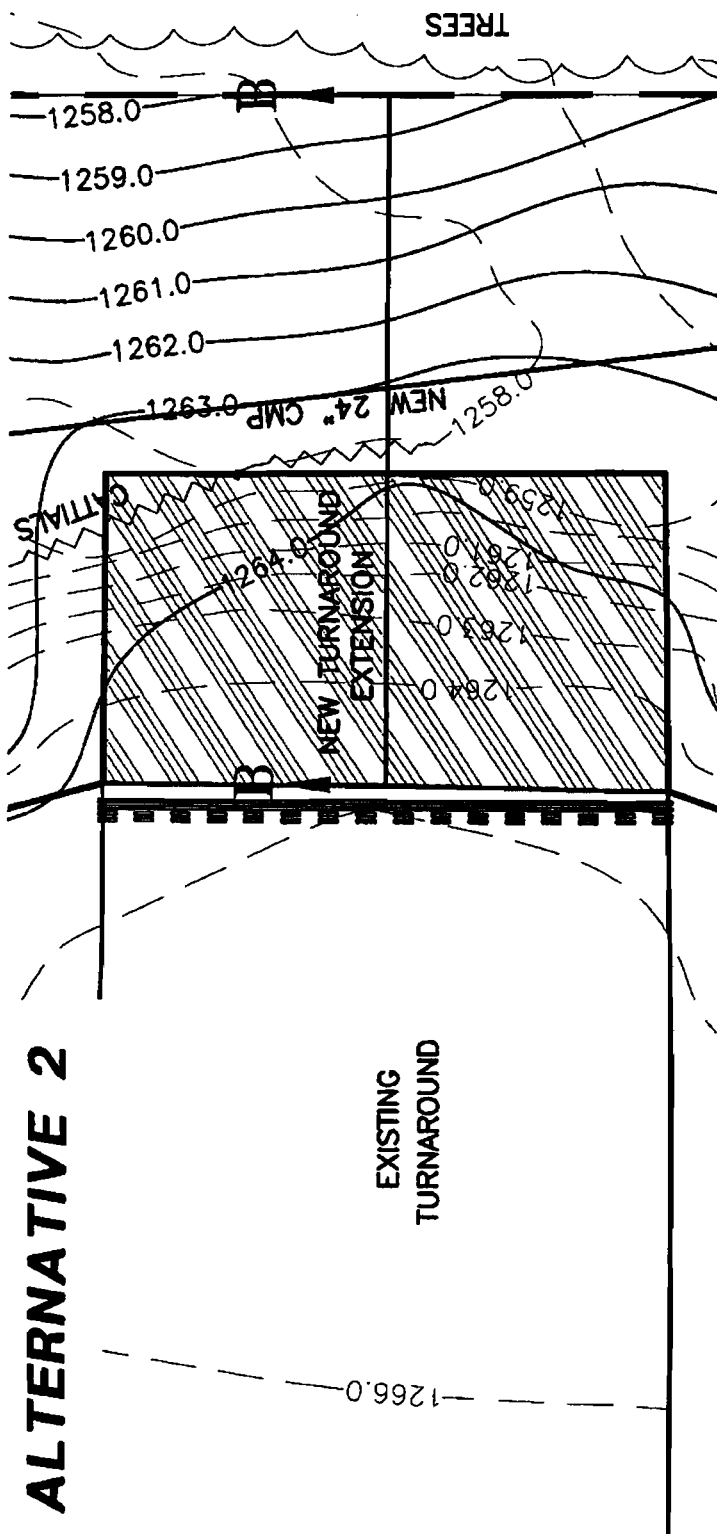 ALTERNATIVE 2
TREES
B
1258.0
1259.0
1260.0
1261.0
1262.0
1263.0
NEW 24" CMP
1258.0
CATTIALS
1264.0
NEW TURNAROUND
EXTENSION
1259.0
1261.0
1262.0
1263.0
1264.0
B
EXISTING
TURNAROUND
1266.0